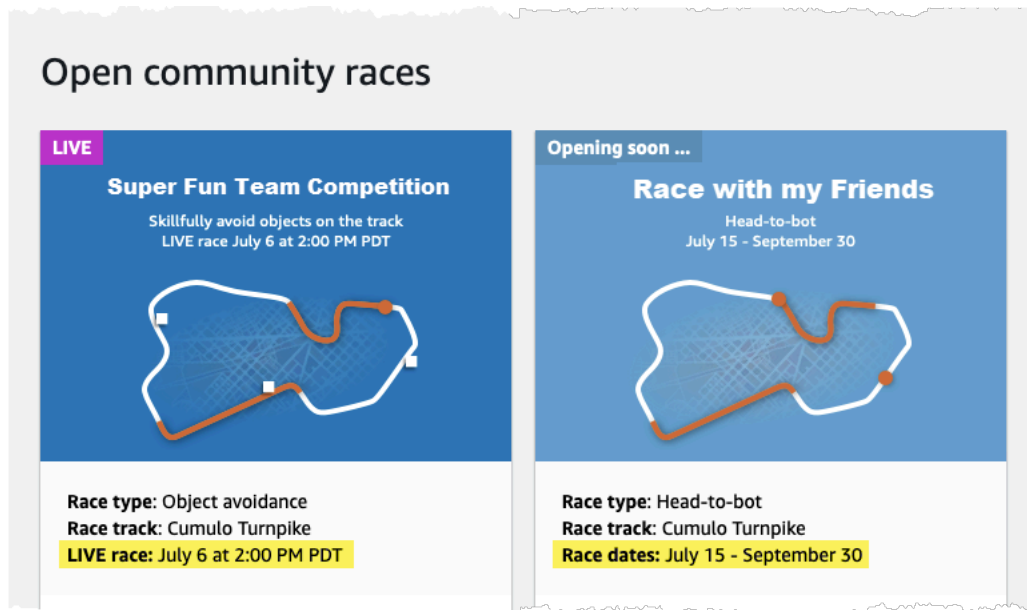 Open community races
LIVE
Super Fun Team Competition
Skillfully avoid objects on the track
LIVE race July 6 at 2:00 PM PDT
Race type: Object avoidance
Race track: Cumulo Turnpike
LIVE race: July 6 at 2:00 PM PDT
Opening soon ...
Race with my Friends
Head-to-bot
July 15 - September 30
Race type: Head-to-bot
Race track: Cumulo Turnpike
Race dates: July 15 - September 30